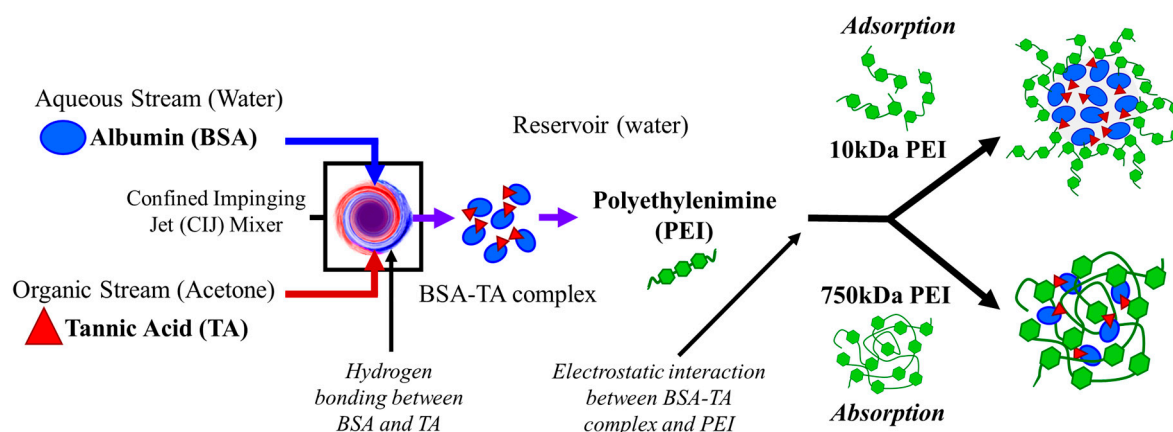 Aqueous Stream (Water)
Albumin (BSA)
Confined Impinging
Jet (CIJ) Mixer
Organic Stream (Acetone)
Tannic Acid (TA)
Hydrogen
bonding between
BSA and TA
BSA-TA complex
Reservoir (water)
Polyethylenimine
(PEI)
Electrostatic interaction
between BSA-TA
complex and PEI
Adsorption
10kDa PEI
750kDa PEI
Absorption